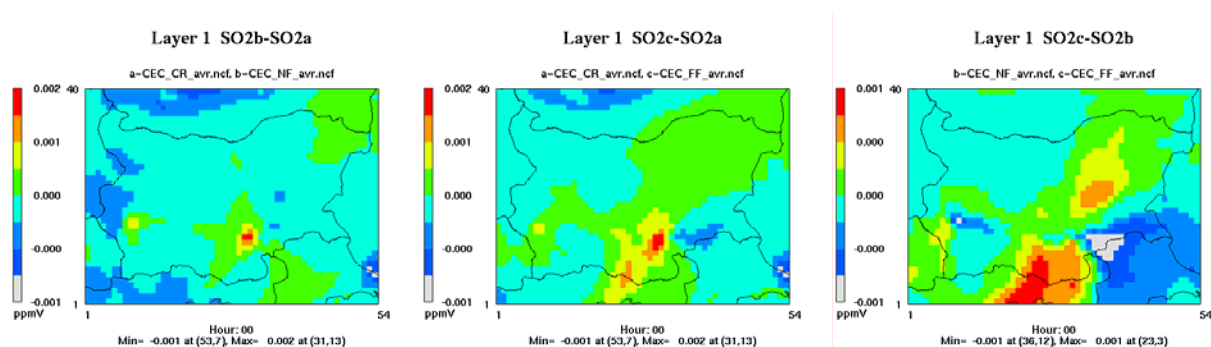 Layer 1 SO2b-SO2a
a-CEC_CR_avr.ncf, b-CEC_NF_avr.ncf
0.002
0.001
0.000
-0.000
-0.001
ppmV
40
1
1
54
Hour: 00
Min= -0.001 at (53,7), Max= 0.002 at (31,13)
Layer 1 SO2c-SO2a
a-CEC_CR_avr.ncf, c-CEC_FF_avr.ncf
0.002
0.001
0.000
-0.000
-0.001
ppmV
40
1
1
54
Hour: 00
Min= -0.001 at (53,7), Max= 0.002 at (31,13)
Layer 1 SO2c-SO2b
b-CEC_NF_avr.ncf, c-CEC_FF_avr.ncf
0.001
0.001
0.000
-0.000
-0.001
ppmV
40
1
1
54
Hour: 00
Min= -0.001 at (36,12), Max= 0.001 at (23,3)